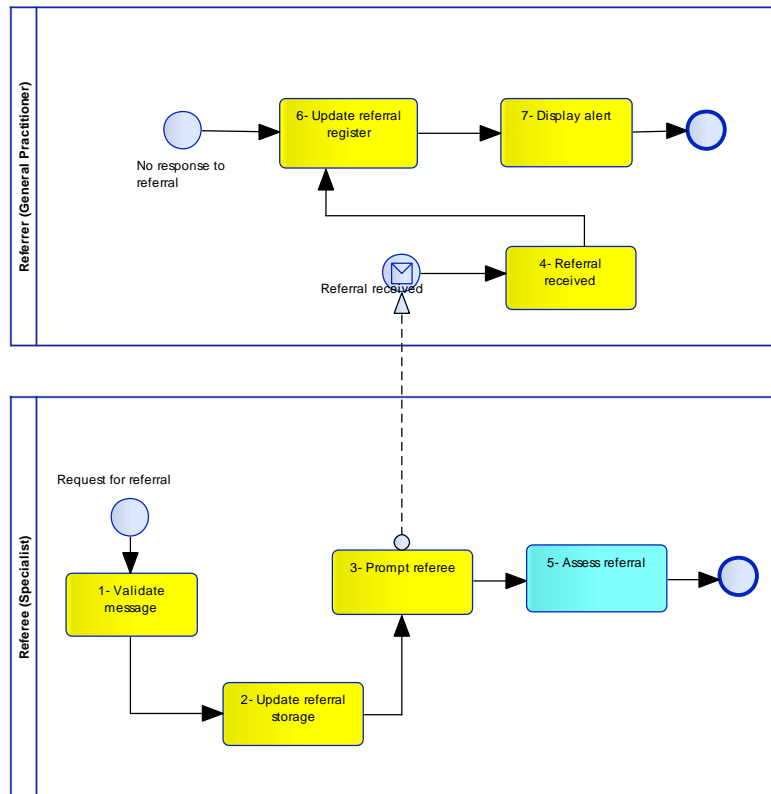 Referrer (General Practitioner)
No response to
referral
6- Update referral
register
7- Display alert
Referral received
4- Referral
received
Referee (Specialist)
Request for referral
1- Validate
message
2- Update referral
storage
3- Prompt referee
5- Assess referral